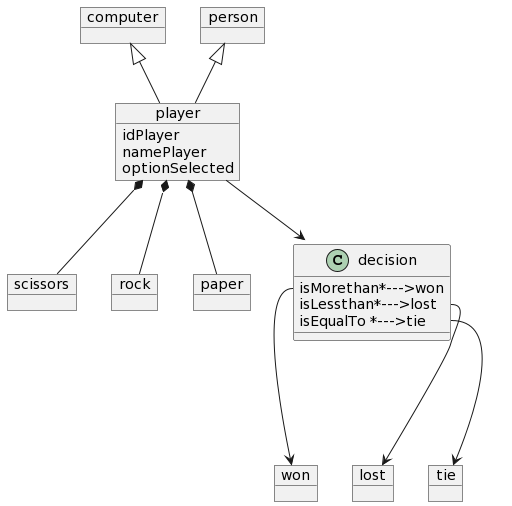 computer
person
player
idPlayer
namePlayer
optionSelected
scissors
rock
paper
C decision
isMorethan*--->won
isLessthan*--->lost
isEqualTo *--->tie
won
lost
tie